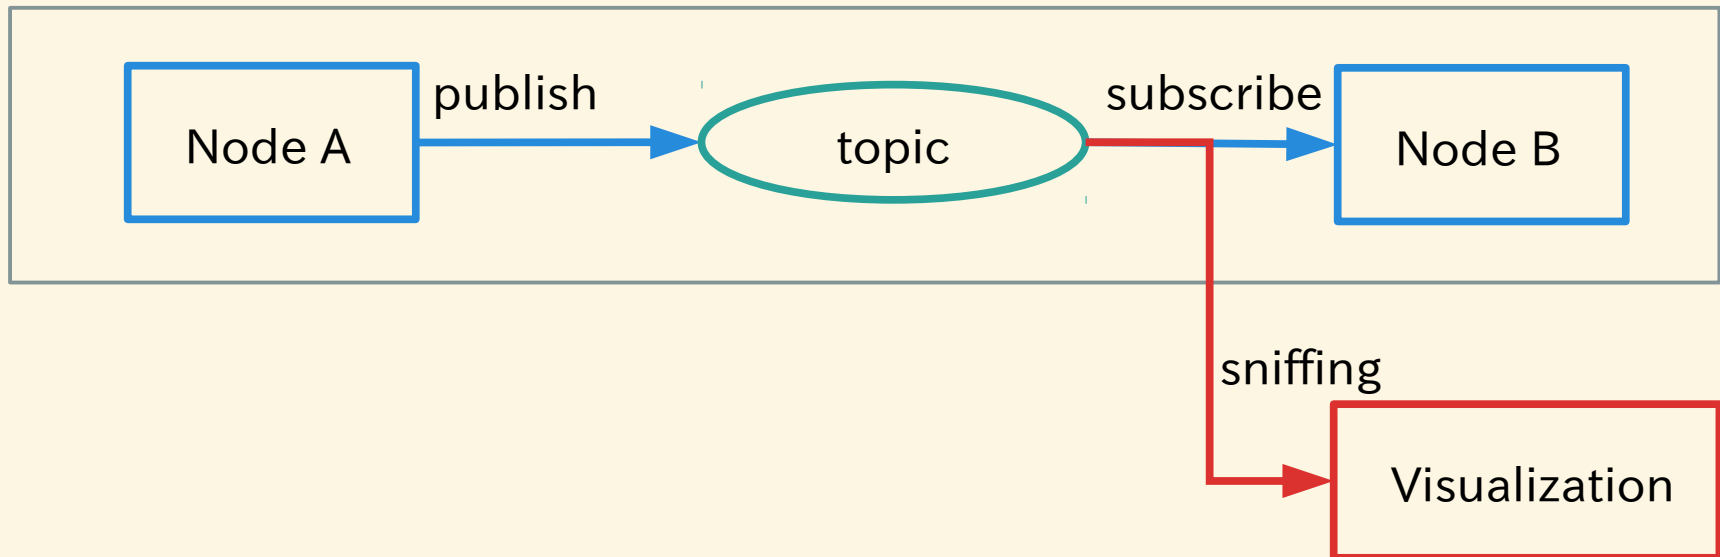 publish
subscribe
Node A
topic
Node B
sniffing
Visualization